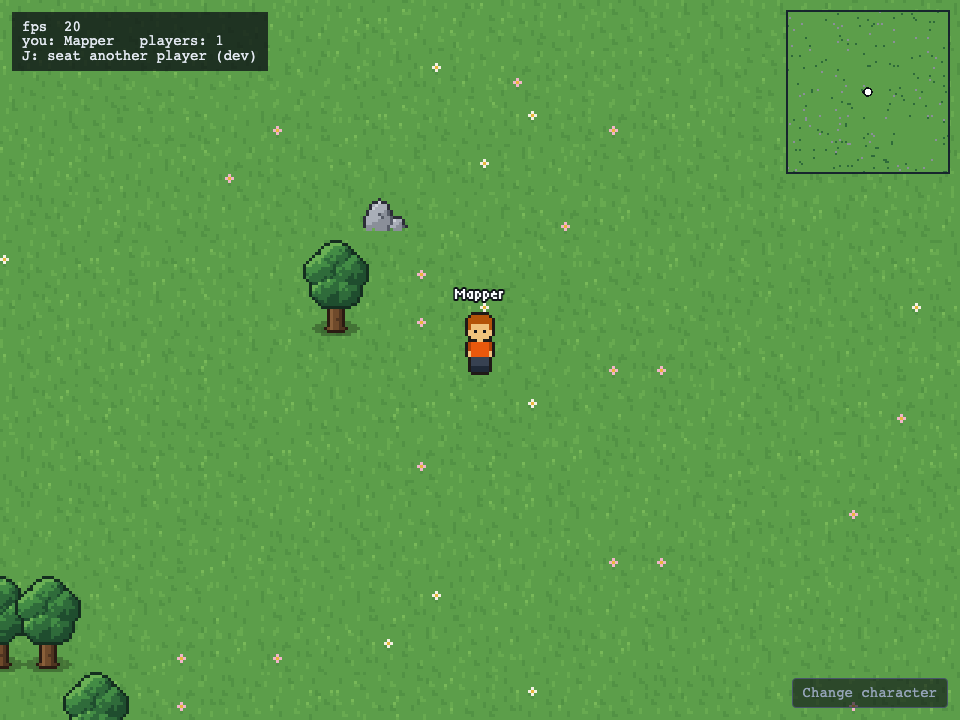 fps  20
you: Mapper   players: 1
J: seat another player (dev)
Mapper
Change character